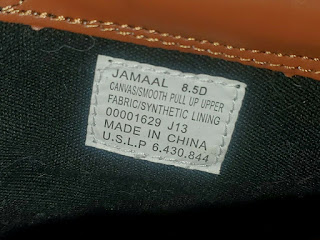 JAMAAL 8.5D
CANVAS/SMOOTH PULL UP UPPER
FABRIC/SYNTHETIC LINING
00001629 J13
MADE IN CHINA
U.S.L.P 6.430.844